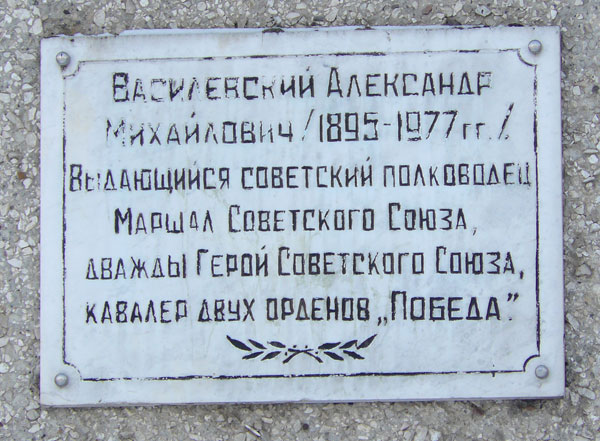 Василевский Александр
Михайлович /1895-1977 гг./.
Выдающийся советский полководец
Маршал Советского Союза,
дважды Герой Советского Союза,
кавалер двух орденов „Победа".